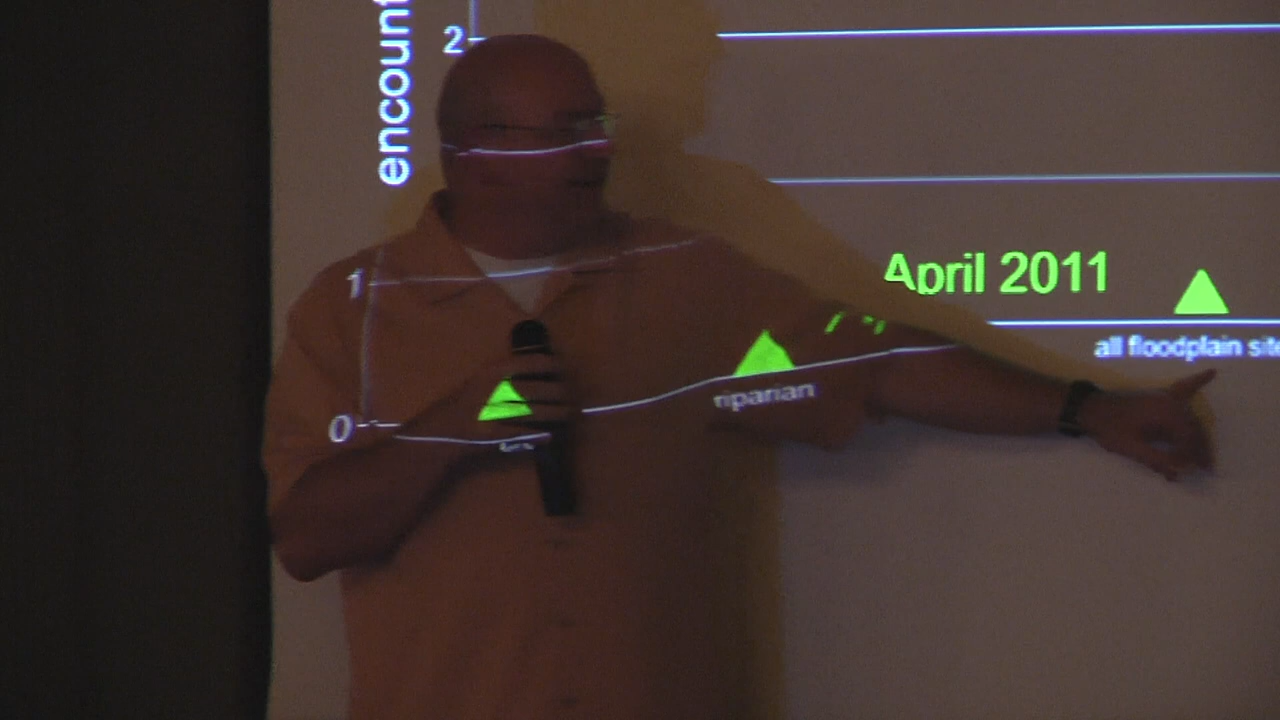 encount
2
1
0
April 2011
riparian
all floodplain site